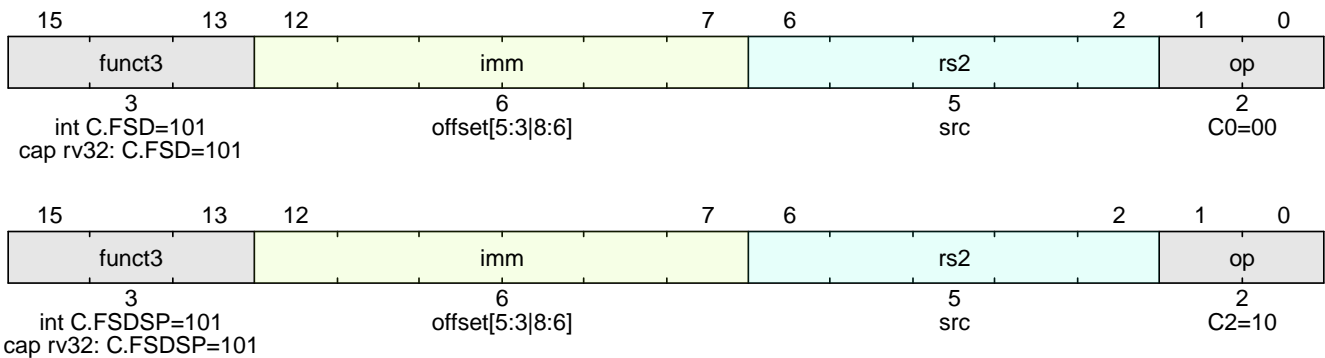 15 13 12 7 6 2 1 0
funct3 imm rs2 op
3 6 5 2
int C.FSD=101 offset[5:3|8:6] src C0=00
cap rv32: C.FSD=101
15 13 12 7 6 2 1 0
funct3 imm rs2 op
3 6 5 2
int C.FSDSP=101 offset[5:3|8:6] src C2=10
cap rv32: C.FSDSP=101